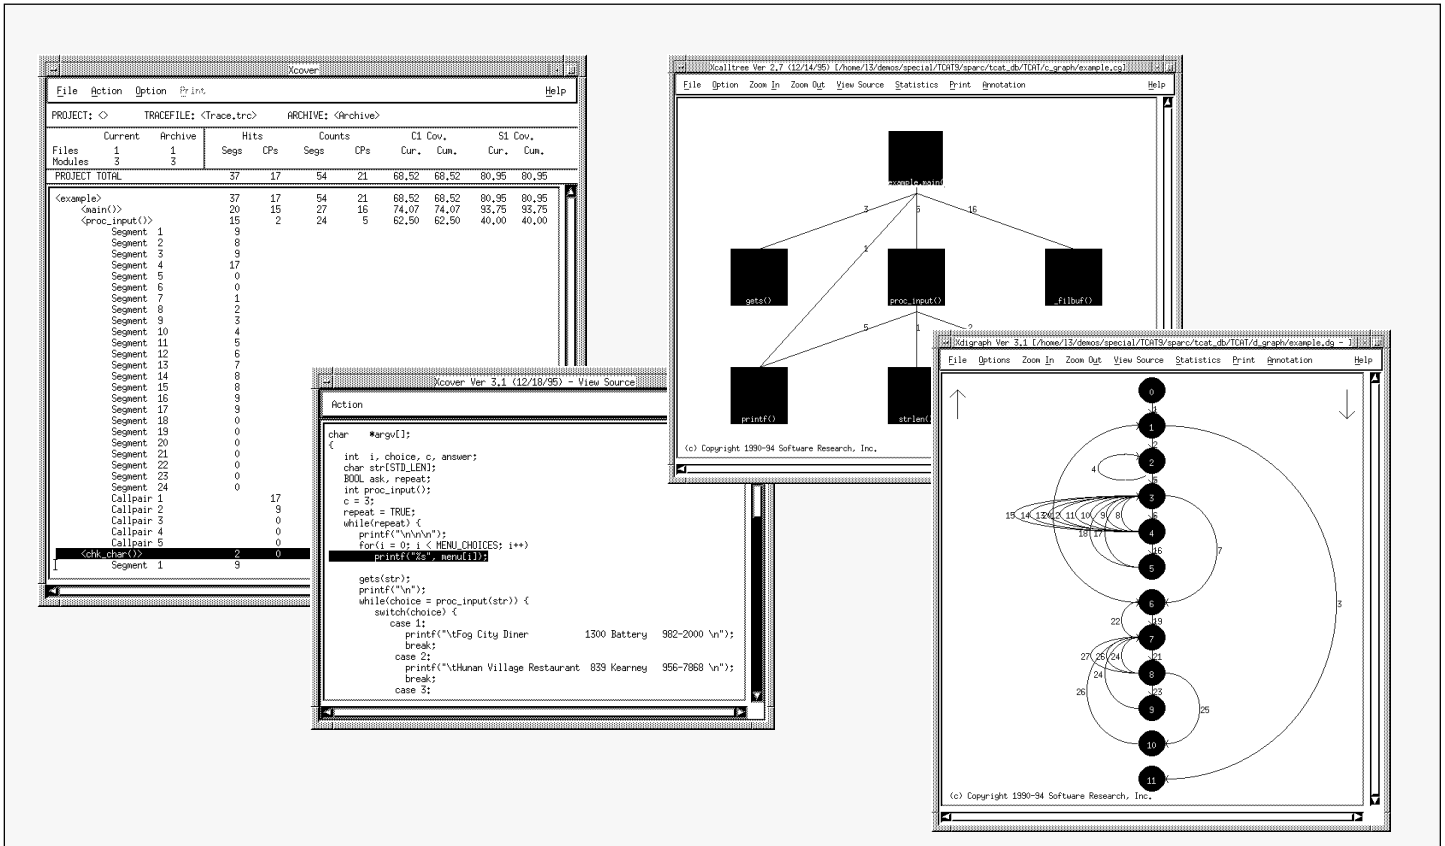 Xcover
File Action Option Print Help
PROJECT: <> TRACEFILE: <Trace.trc> ARCHIVE: <Archive>
Current Archive Hits Counts C1 Cov. S1 Cov.
Files 1 1 Segs CPs Segs CPs Cur. Cum. Cur. Cum.
Modules 3 3
PROJECT TOTAL 37 17 54 21 68.52 68.52 80.95 80.95
<example> 37 17 54 21 68.52 68.52 80.95 80.95
<main()> 20 15 27 16 74.07 74.07 93.75 93.75
<proc_input()> 15 2 24 5 62.50 62.50 40.00 40.00
Segment 1 9
Segment 2 8
Segment 3 9
Segment 4 17
Segment 5 0
Segment 6 0
Segment 7 1
Segment 8 2
Segment 9 3
Segment 10 4
Segment 11 5
Segment 12 6
Segment 13 7
Segment 14 8
Segment 15 8
Segment 16 9
Segment 17 9
Segment 18 0
Segment 19 0
Segment 20 0
Segment 21 0
Segment 22 0
Segment 23 0
Segment 24 0
Callpair 1 17
Callpair 2 9
Callpair 3 0
Callpair 4 0
Callpair 5 0
<chk_char()> 2 0
Segment 1 9
Xcover Ver 3.1 (12/18/95) - View Source
Action
char *argv[];
{
int i, choice, c, answer;
char str[STD_LEN];
BOOL ask, repeat;
int proc_input();
c = 3;
repeat = TRUE;
while(repeat) {
printf("\n\n\n");
for(i = 0; i < MENU_CHOICES; i++)
printf("%s", menu[i]);
gets(str);
printf("\n");
while(choice = proc_input(str)) {
switch(choice) {
case 1:
printf("\tFog City Diner 1300 Battery 982-2000 \n");
break;
case 2:
printf("\tHunan Village Restaurant 839 Kearney 956-7868 \n");
break;
case 3:
Xcalltree Ver 2.7 (12/14/95) [/home/l3/demos/special/TCAT9/sparc/tcat_db/TCAT/c_graph/example.cg]
File Option Zoom In Zoom Out View Source Statistics Print Annotation Help
example.main(
3 5 16
1
gets() proc_input() _filbuf()
5 1 2
printf() strlen()
(c) Copyright 1990-94 Software Research, Inc.
Xdigraph Ver 3.1 [/home/l3/demos/special/TCAT9/sparc/tcat_db/TCAT/d_graph/example.dg - ]
File Options Zoom In Zoom Out View Source Statistics Print Annotation Help
0
1
1
2
2
4
5
3
15 14 13 12 11 10 9 8 6
4
18 17
16 7
5
6 3
22 19
7
27 26 24 21
8
24
26 23
9 25
10
11
(c) Copyright 1990-94 Software Research, Inc.